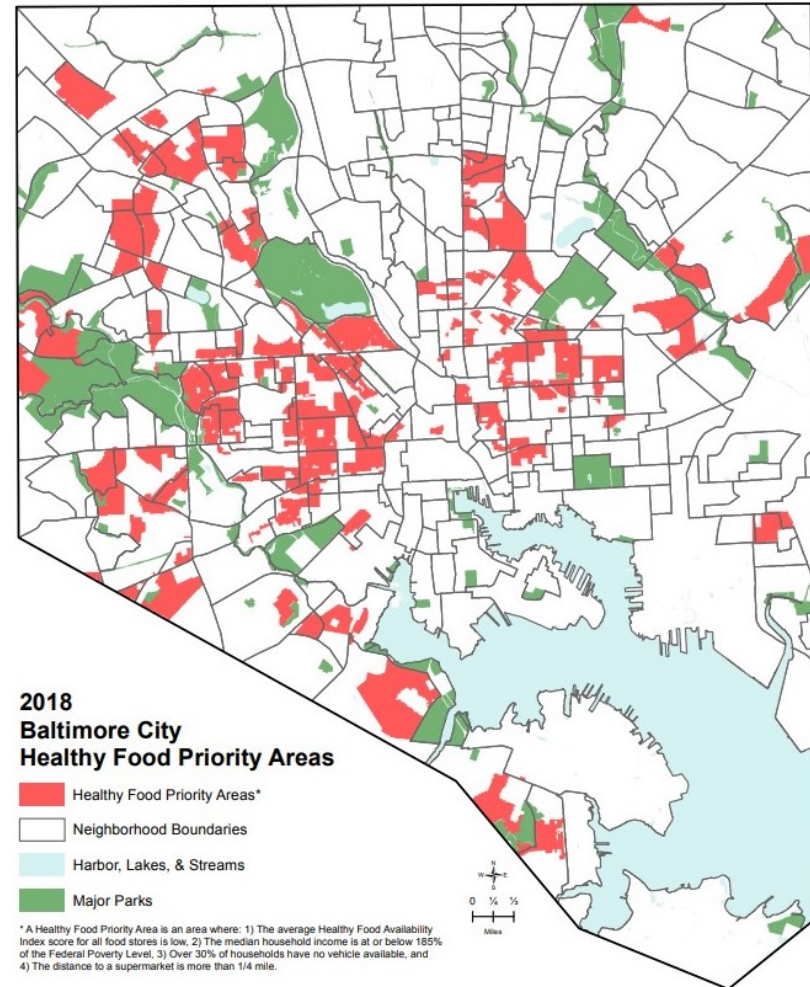 2018
Baltimore City
Healthy Food Priority Areas
Healthy Food Priority Areas*
Neighborhood Boundaries
Harbor, Lakes, & Streams
Major Parks
* A Healthy Food Priority Area is an area where: 1) The average Healthy Food Availability
Index score for all food stores is low, 2) The median household income is at or below 185%
of the Federal Poverty Level, 3) Over 30% of households have no vehicle available, and
4) The distance to a supermarket is more than 1/4 mile.
N
W E
S
0 ¼ ½
Miles